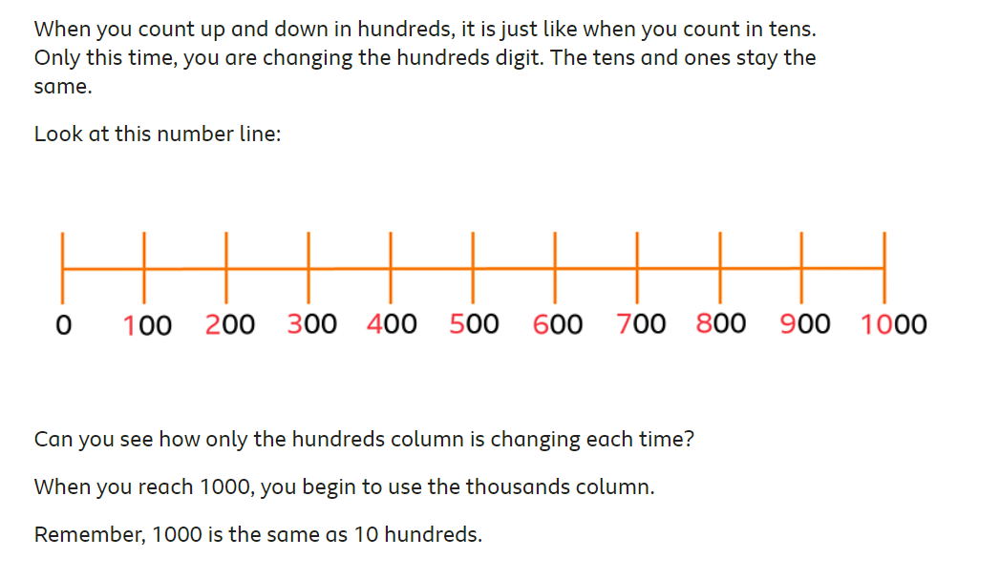 When you count up and down in hundreds, it is just like when you count in tens.
Only this time, you are changing the hundreds digit. The tens and ones stay the
same.
Look at this number line:
0 100 200 300 400 500 600 700 800 900 1000
Can you see how only the hundreds column is changing each time?
When you reach 1000, you begin to use the thousands column.
Remember, 1000 is the same as 10 hundreds.